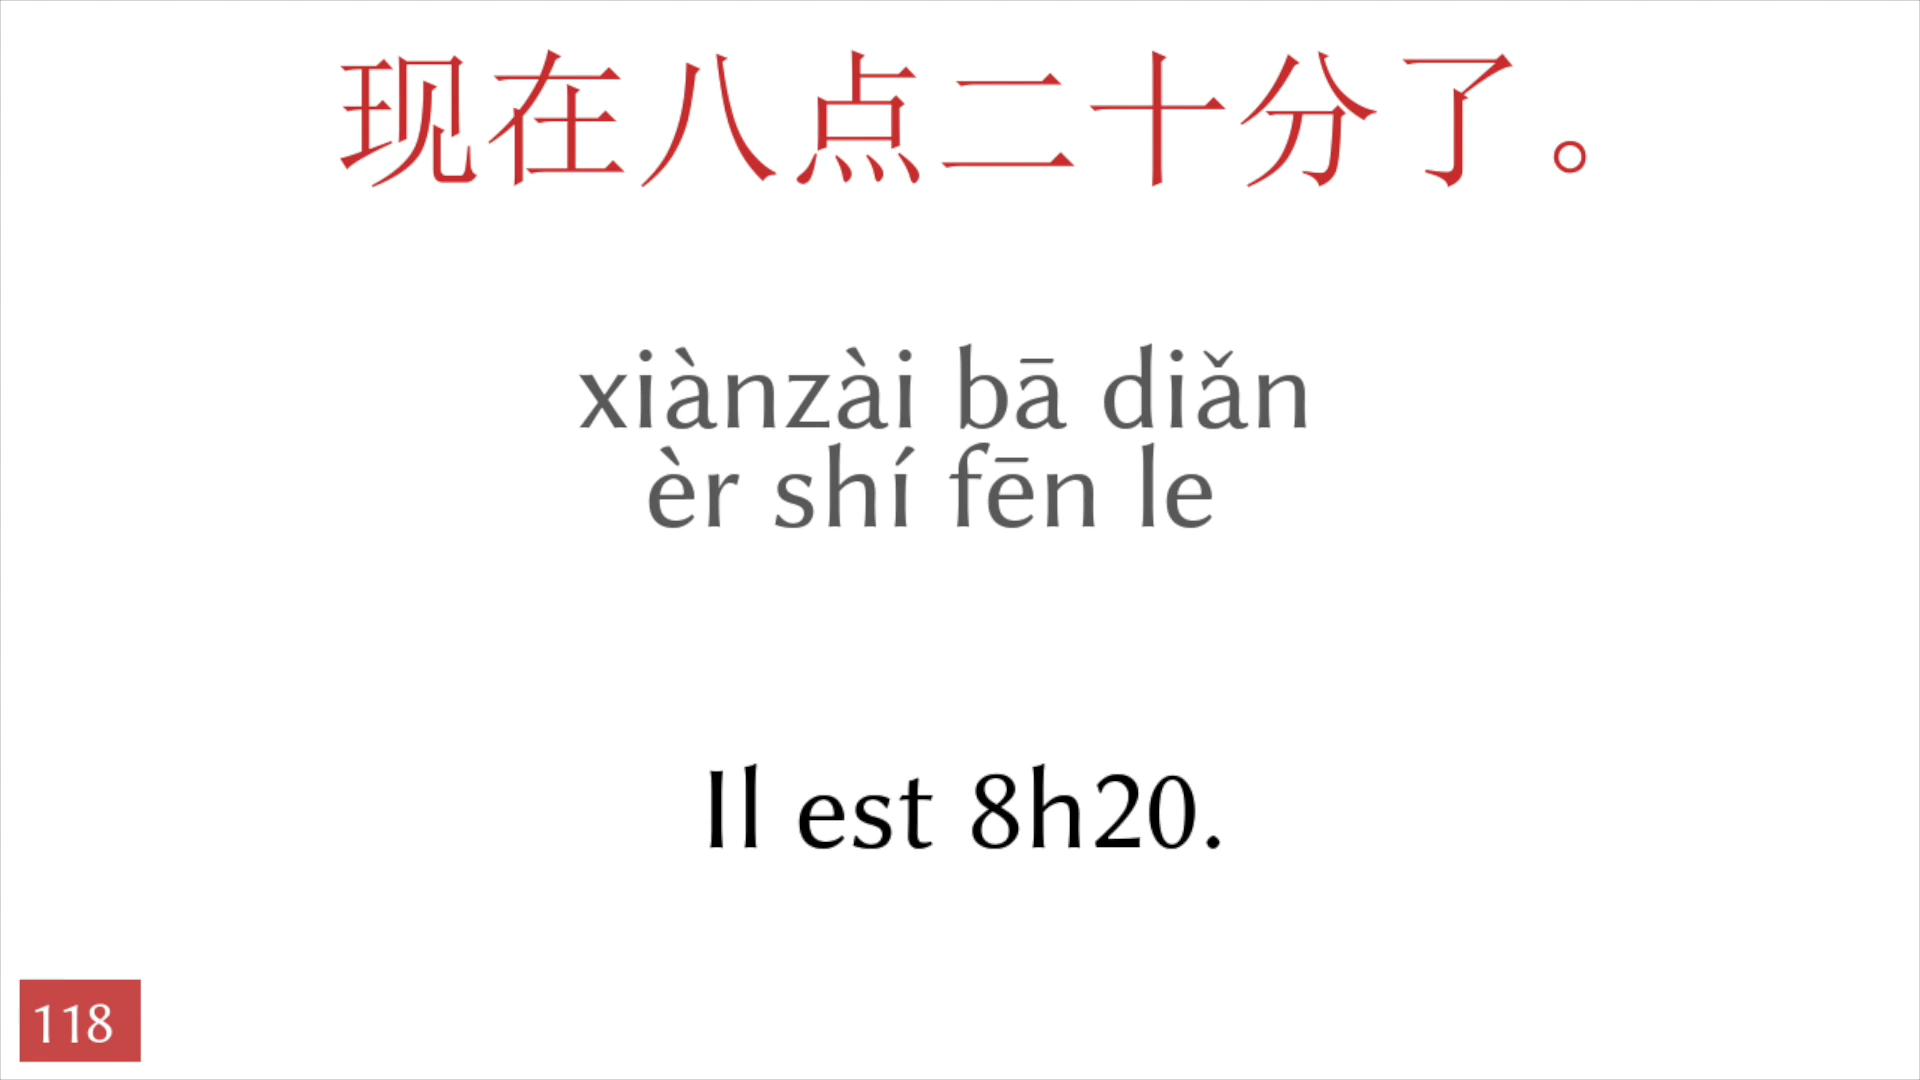 现在八点二十分了。
xiànzài bā diǎn
èr shí fēn le
Il est 8h20.
118